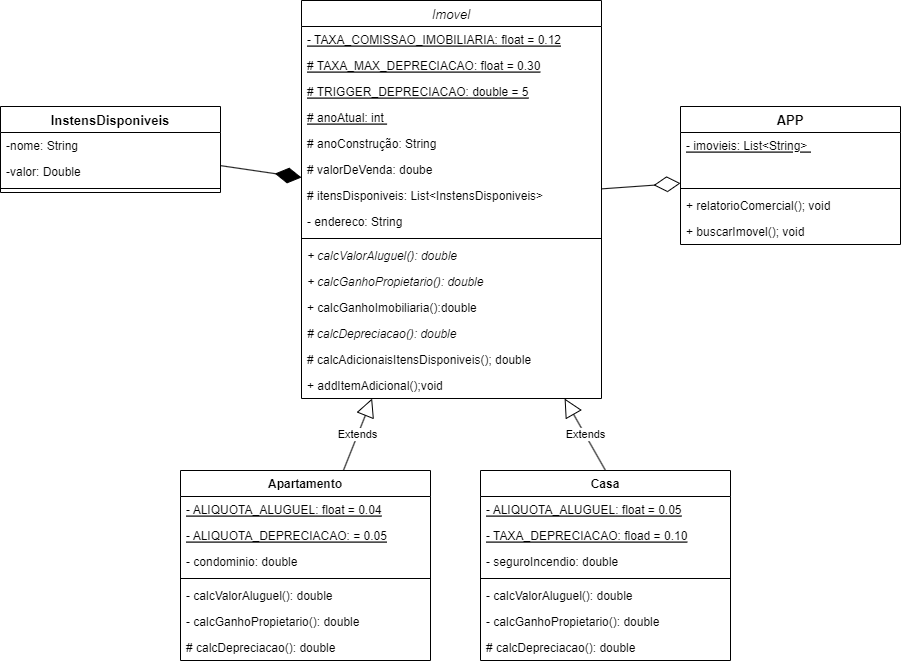 Imovel
- TAXA_COMISSAO_IMOBILIARIA: float = 0.12
# TAXA_MAX_DEPRECIACAO: float = 0.30
# TRIGGER_DEPRECIACAO: double = 5
# anoAtual: int
# anoConstrução: String
# valorDeVenda: doube
# itensDisponiveis: List<InstensDisponiveis>
- endereco: String
+ calcValorAluguel(): double
+ calcGanhoPropietario(): double
+ calcGanhoImobiliaria():double
# calcDepreciacao(): double
# calcAdicionaisItensDisponiveis(); double
+ addItemAdicional();void
InstensDisponiveis
-nome: String
-valor: Double
APP
- imovieis: List<String>
+ relatorioComercial(); void
+ buscarImovel(); void
Extends
Extends
Apartamento
- ALIQUOTA_ALUGUEL: float = 0.04
- ALIQUOTA_DEPRECIACAO: = 0.05
- condominio: double
- calcValorAluguel(): double
- calcGanhoPropietario(): double
# calcDepreciacao(): double
Casa
- ALIQUOTA_ALUGUEL: float = 0.05
- TAXA_DEPRECIACAO: fload = 0.10
- seguroIncendio: double
- calcValorAluguel(): double
- calcGanhoPropietario(): double
# calcDepreciacao(): double